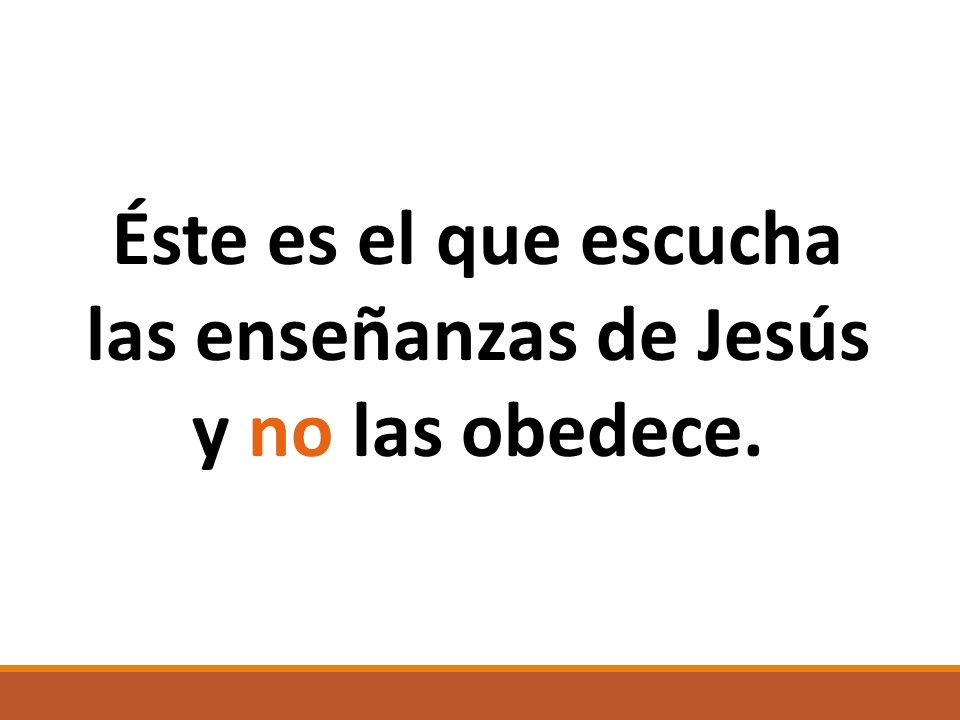 Éste es el que escucha
las enseñanzas de Jesús
y no las obedece.